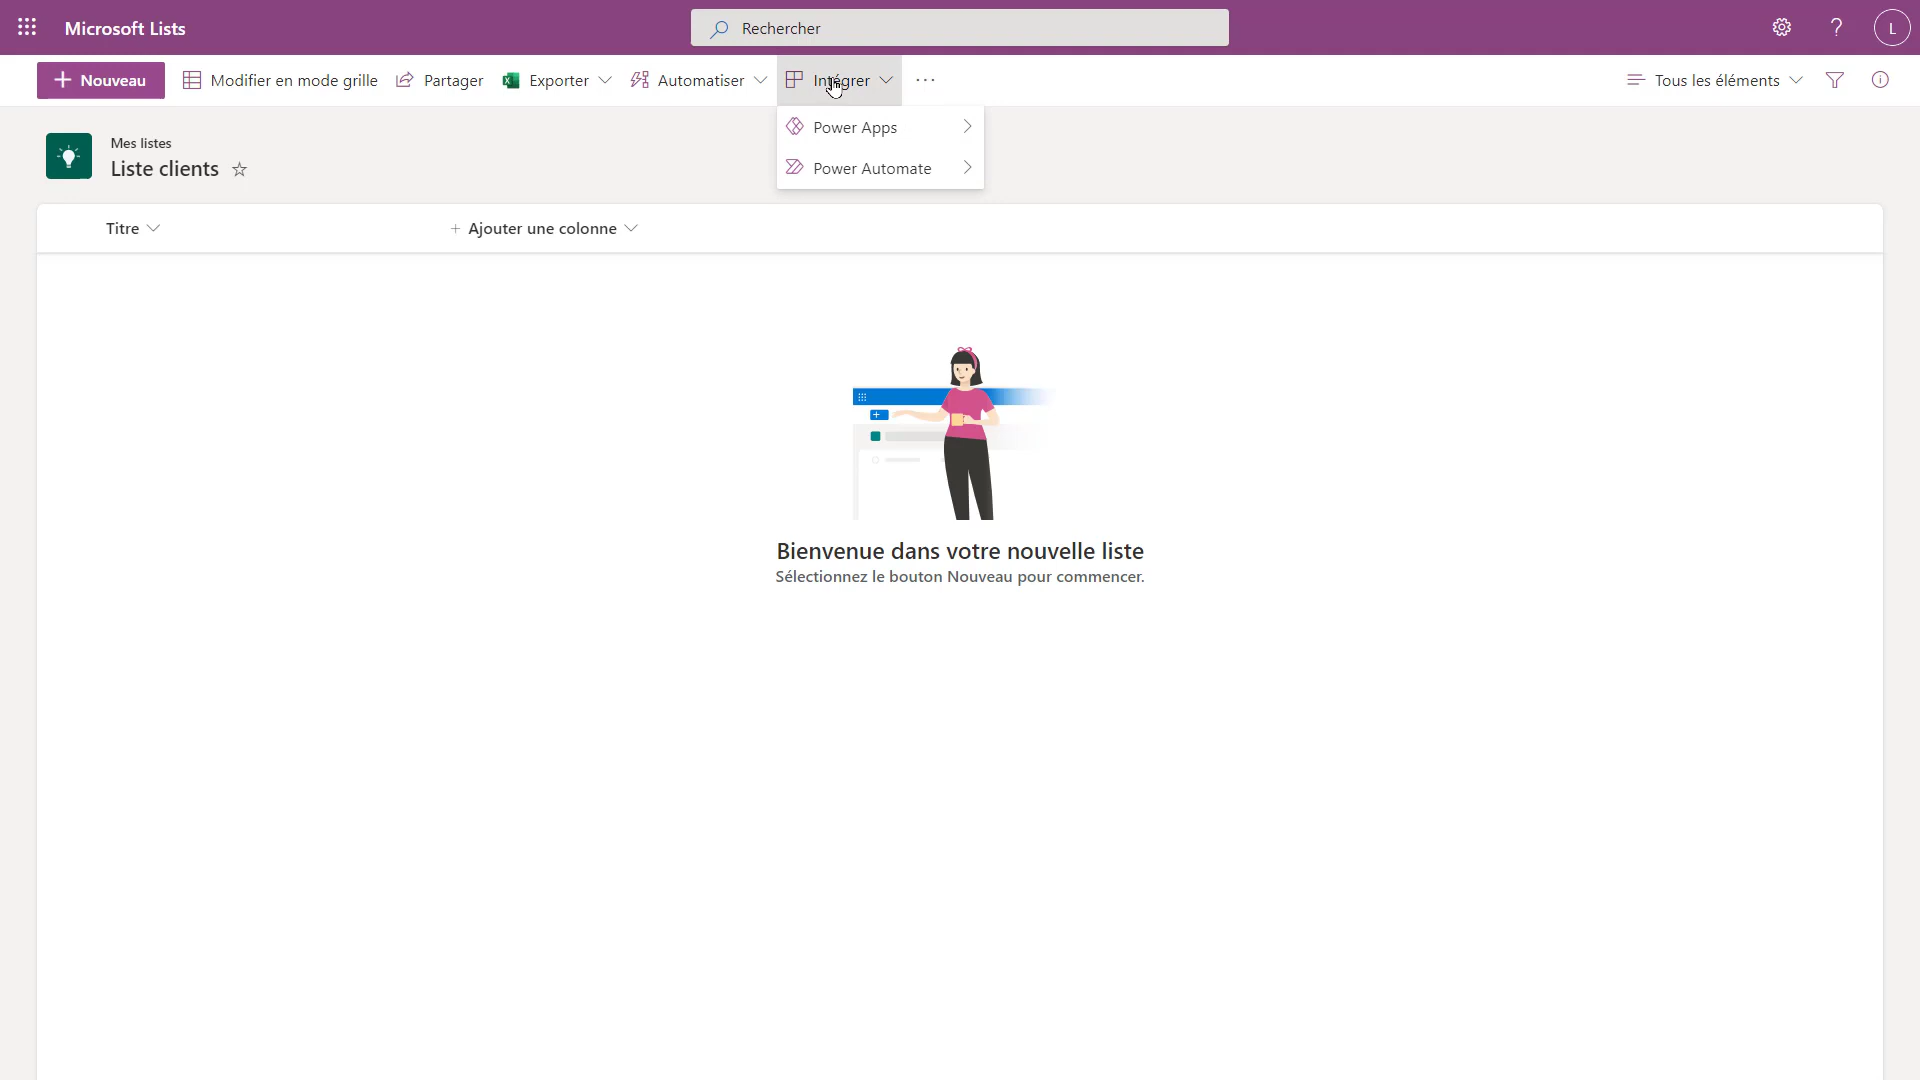 Microsoft Lists
Rechercher
L
Nouveau
Modifier en mode grille
Partager
Exporter
Automatiser
Intégrer
Tous les éléments
Power Apps
Power Automate
Mes listes
Liste clients
Titre
Ajouter une colonne
Bienvenue dans votre nouvelle liste
Sélectionnez le bouton Nouveau pour commencer.